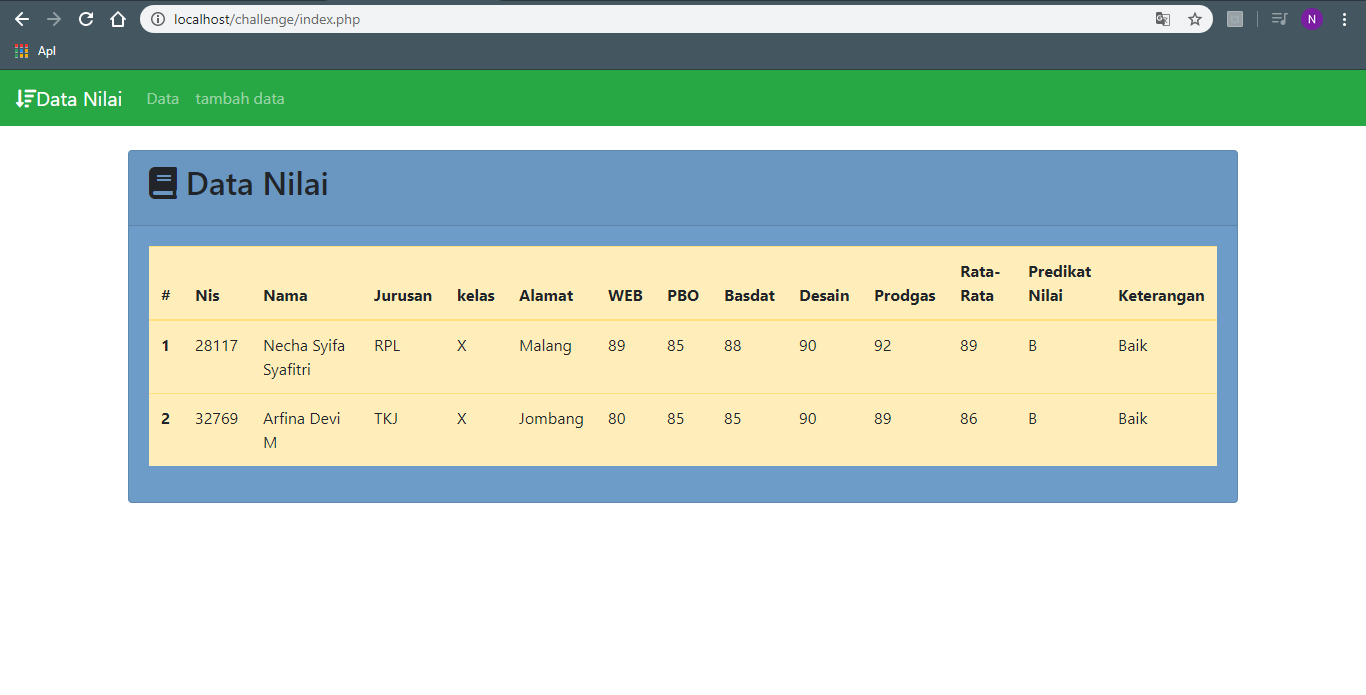 localhost/challenge/index.php
N
Apl
Data Nilai Data tambah data
Data Nilai
# Nis Nama Jurusan kelas Alamat WEB PBO Basdat Desain Prodgas Rata-Rata Predikat Nilai Keterangan
1 28117 Necha Syifa Syafitri RPL X Malang 89 85 88 90 92 89 B Baik
2 32769 Arfina Devi M TKJ X Jombang 80 85 85 90 89 86 B Baik